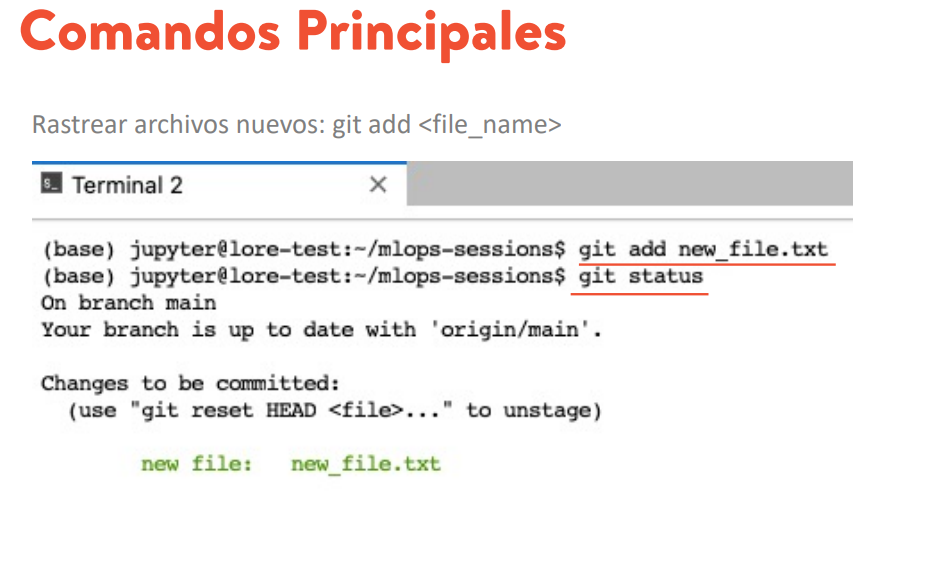 Comandos Principales
Rastrear archivos nuevos: git add <file_name>
$_ Terminal 2 ×
(base) jupyter@lore-test:~/mlops-sessions$ git add new_file.txt
(base) jupyter@lore-test:~/mlops-sessions$ git status
On branch main
Your branch is up to date with 'origin/main'.
Changes to be committed:
(use "git reset HEAD <file>..." to unstage)
new file: new_file.txt